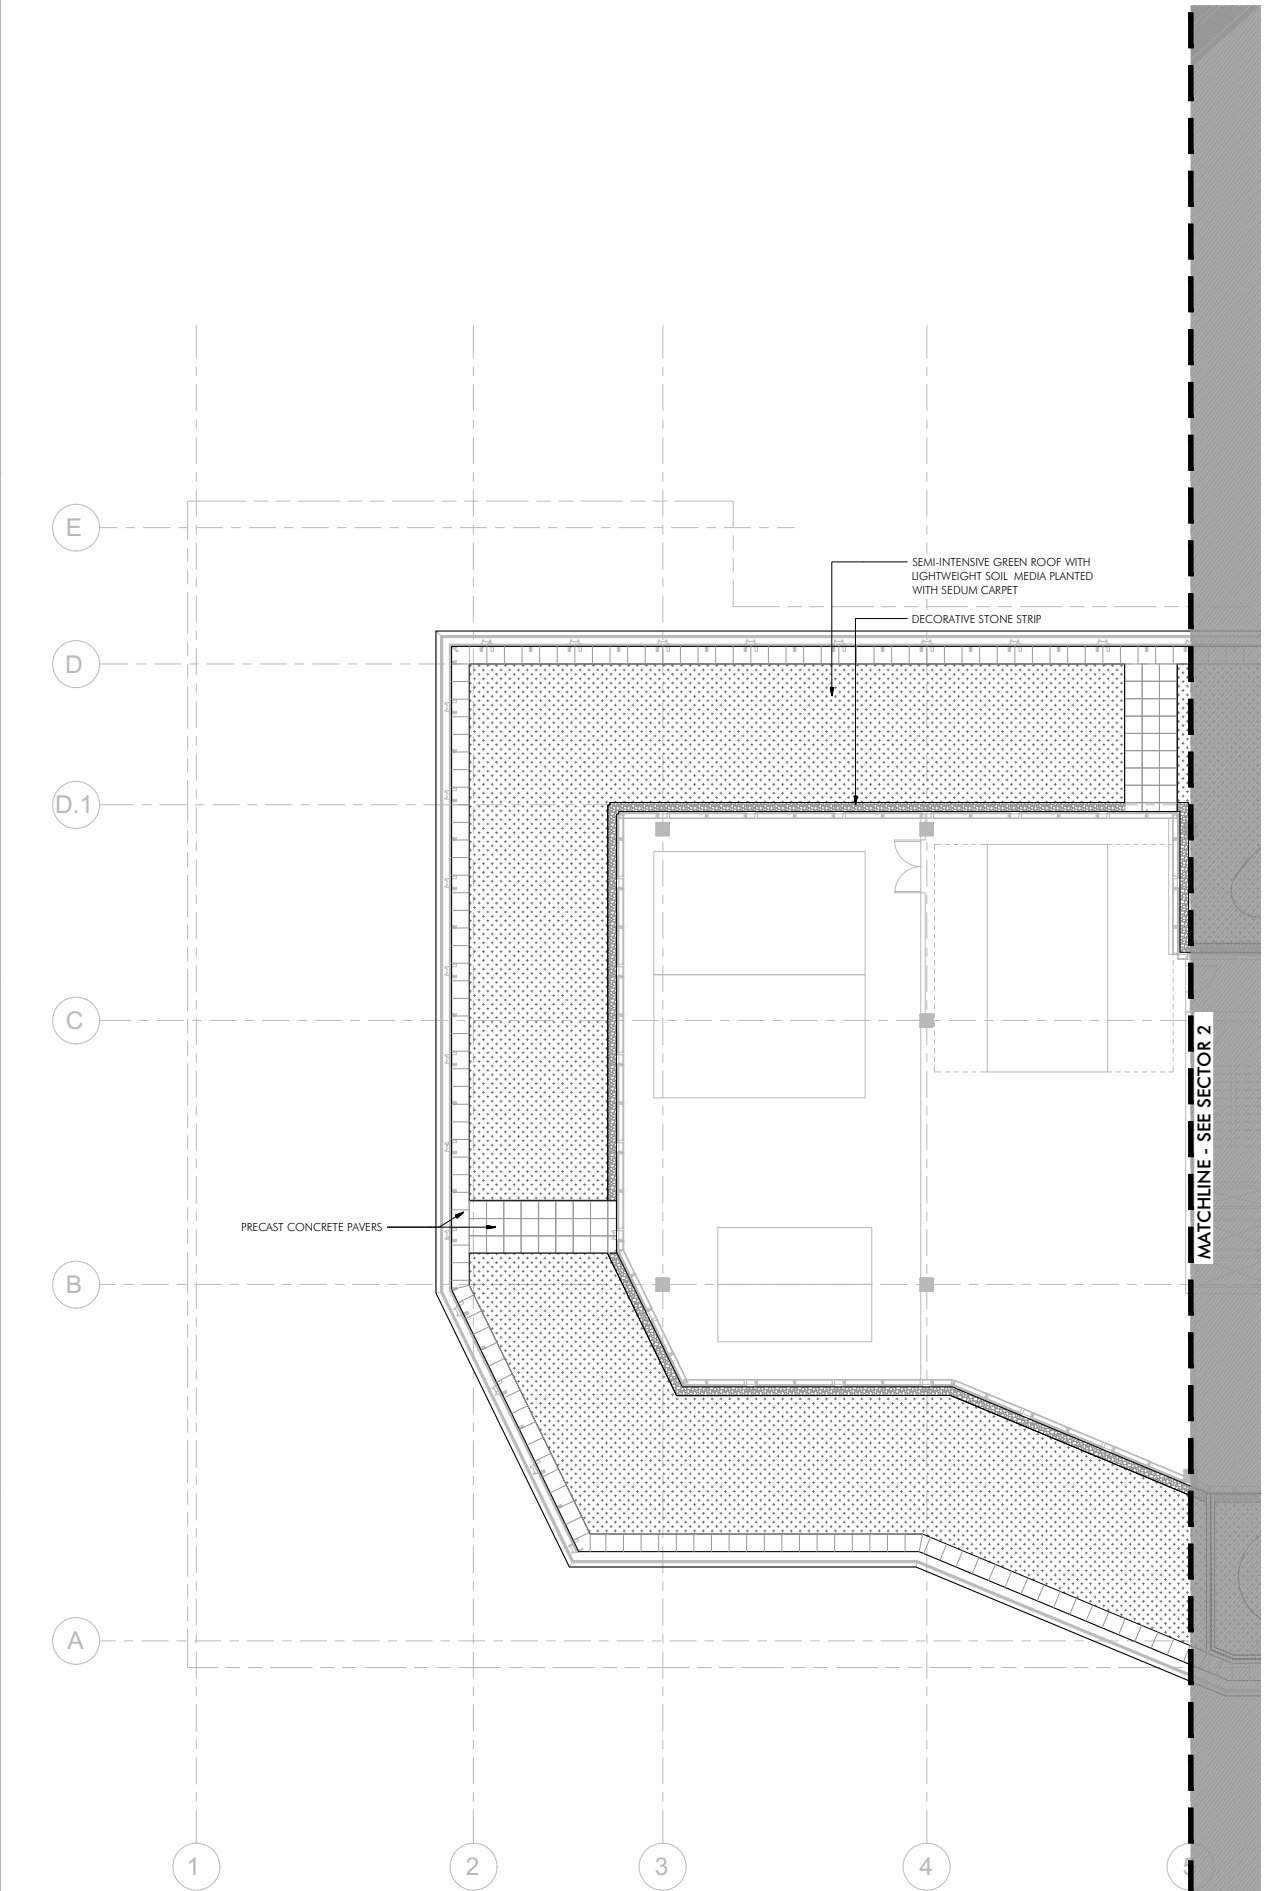 E
SEMI-INTENSIVE GREEN ROOF WITH
LIGHTWEIGHT SOIL MEDIA PLANTED
WITH SEDUM CARPET
DECORATIVE STONE STRIP
D
D.1
C
MATCHLINE - SEE SECTOR 2
PRECAST CONCRETE PAVERS
B
A
1
2
3
4
5